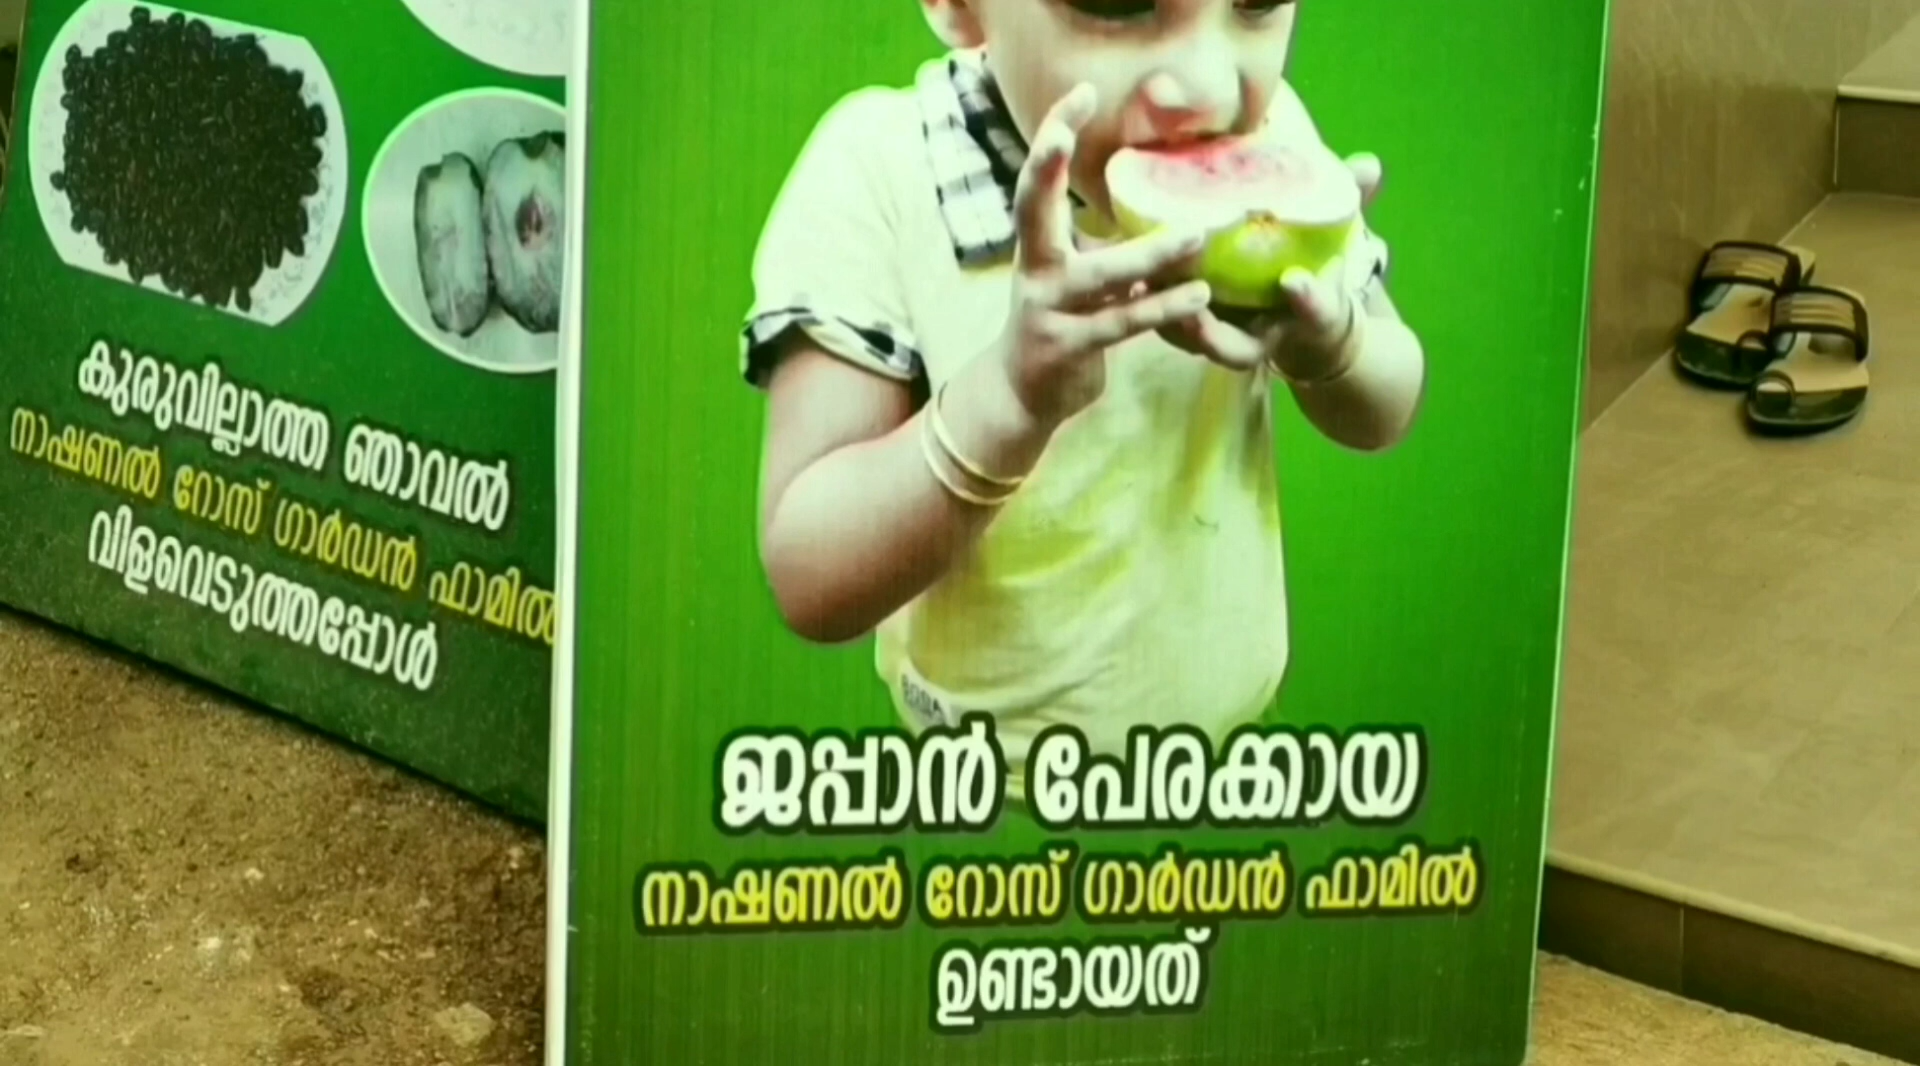 കുരുവില്ലാത്ത ഞാവൽ
നാഷണൽ റോസ് ഗാർഡൻ ഫാമിൽ
വിളവെടുത്തപ്പോൾ
ജപ്പാൻ പേരക്കായ
നാഷണൽ റോസ് ഗാർഡൻ ഫാമിൽ
ഉണ്ടായത്